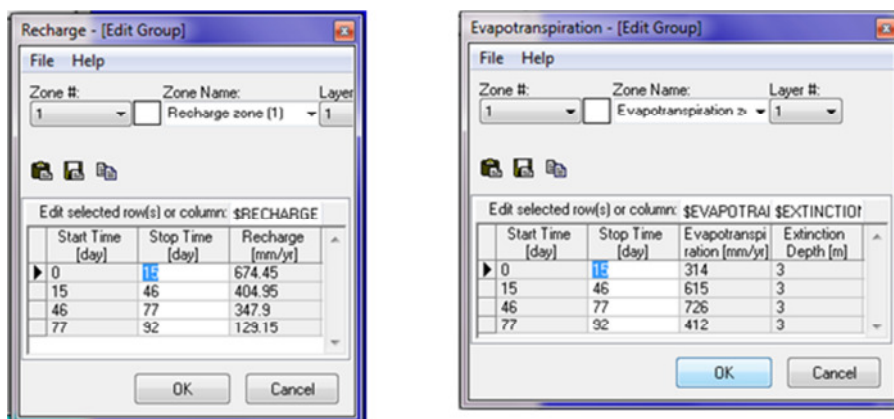 Recharge - [Edit Group]
File Help
Zone #: Zone Name: Layer
1 Recharge zone (1) 1
Edit selected row(s) or column: $RECHARGE
Start Time [day] Stop Time [day] Recharge [mm/yr]
0 15 674.45
15 46 404.95
46 77 347.9
77 92 129.15
OK Cancel
Evapotranspiration - [Edit Group]
File Help
Zone #: Zone Name: Layer #:
1 Evapotranspiration z 1
Edit selected row(s) or column: $EVAPOTRAI $EXTINCTION
Start Time [day] Stop Time [day] Evapotranspi ration [mm/yr] Extinction Depth [m]
0 15 314 3
15 46 615 3
46 77 726 3
77 92 412 3
OK Cancel